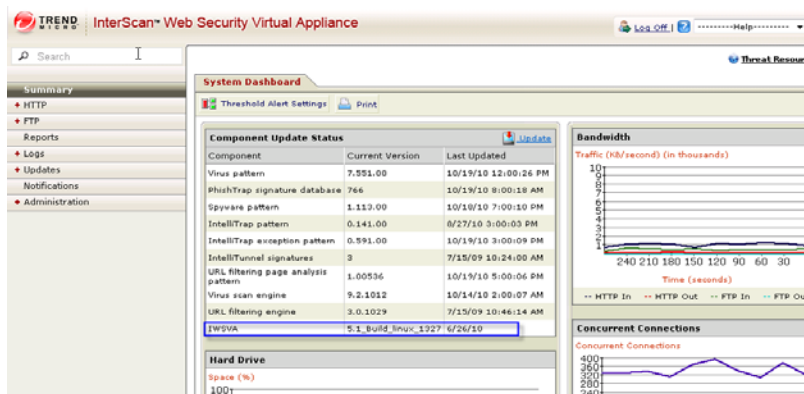 TREND MICRO InterScan™ Web Security Virtual Appliance
Log Off | ---------Help---------
Search
Threat Resour
System Dashboard
Summary
HTTP
FTP
Reports
Logs
Updates
Notifications
Administration
Threshold Alert Settings Print
Component Update Status Update
Component Current Version Last Updated
Virus pattern 7.551.00 10/19/10 12:00:26 PM
PhishTrap signature database 766 10/19/10 8:00:18 AM
Spyware pattern 1.113.00 10/18/10 7:00:10 PM
IntelliTrap pattern 0.141.00 8/27/10 3:00:03 PM
IntelliTrap exception pattern 0.591.00 10/19/10 3:00:09 PM
IntelliTunnel signatures 3 7/15/09 10:24:00 AM
URL filtering page analysis pattern 1.00536 10/19/10 5:00:06 PM
Virus scan engine 9.2.1012 10/14/10 2:00:07 AM
URL filtering engine 3.0.1029 7/15/09 10:46:14 AM
IWSVA 5.1_Build_linux_1327 6/26/10
Hard Drive
Space (%)
100
Bandwidth
Traffic (KB/second) (in thousands)
10
9
8
7
6
5
4
3
2
1
240 210 180 150 120 90 60 30
Time (seconds)
HTTP In HTTP Out FTP In FTP Ou
Concurrent Connections
Concurrent Connections
400
360
320
280
240